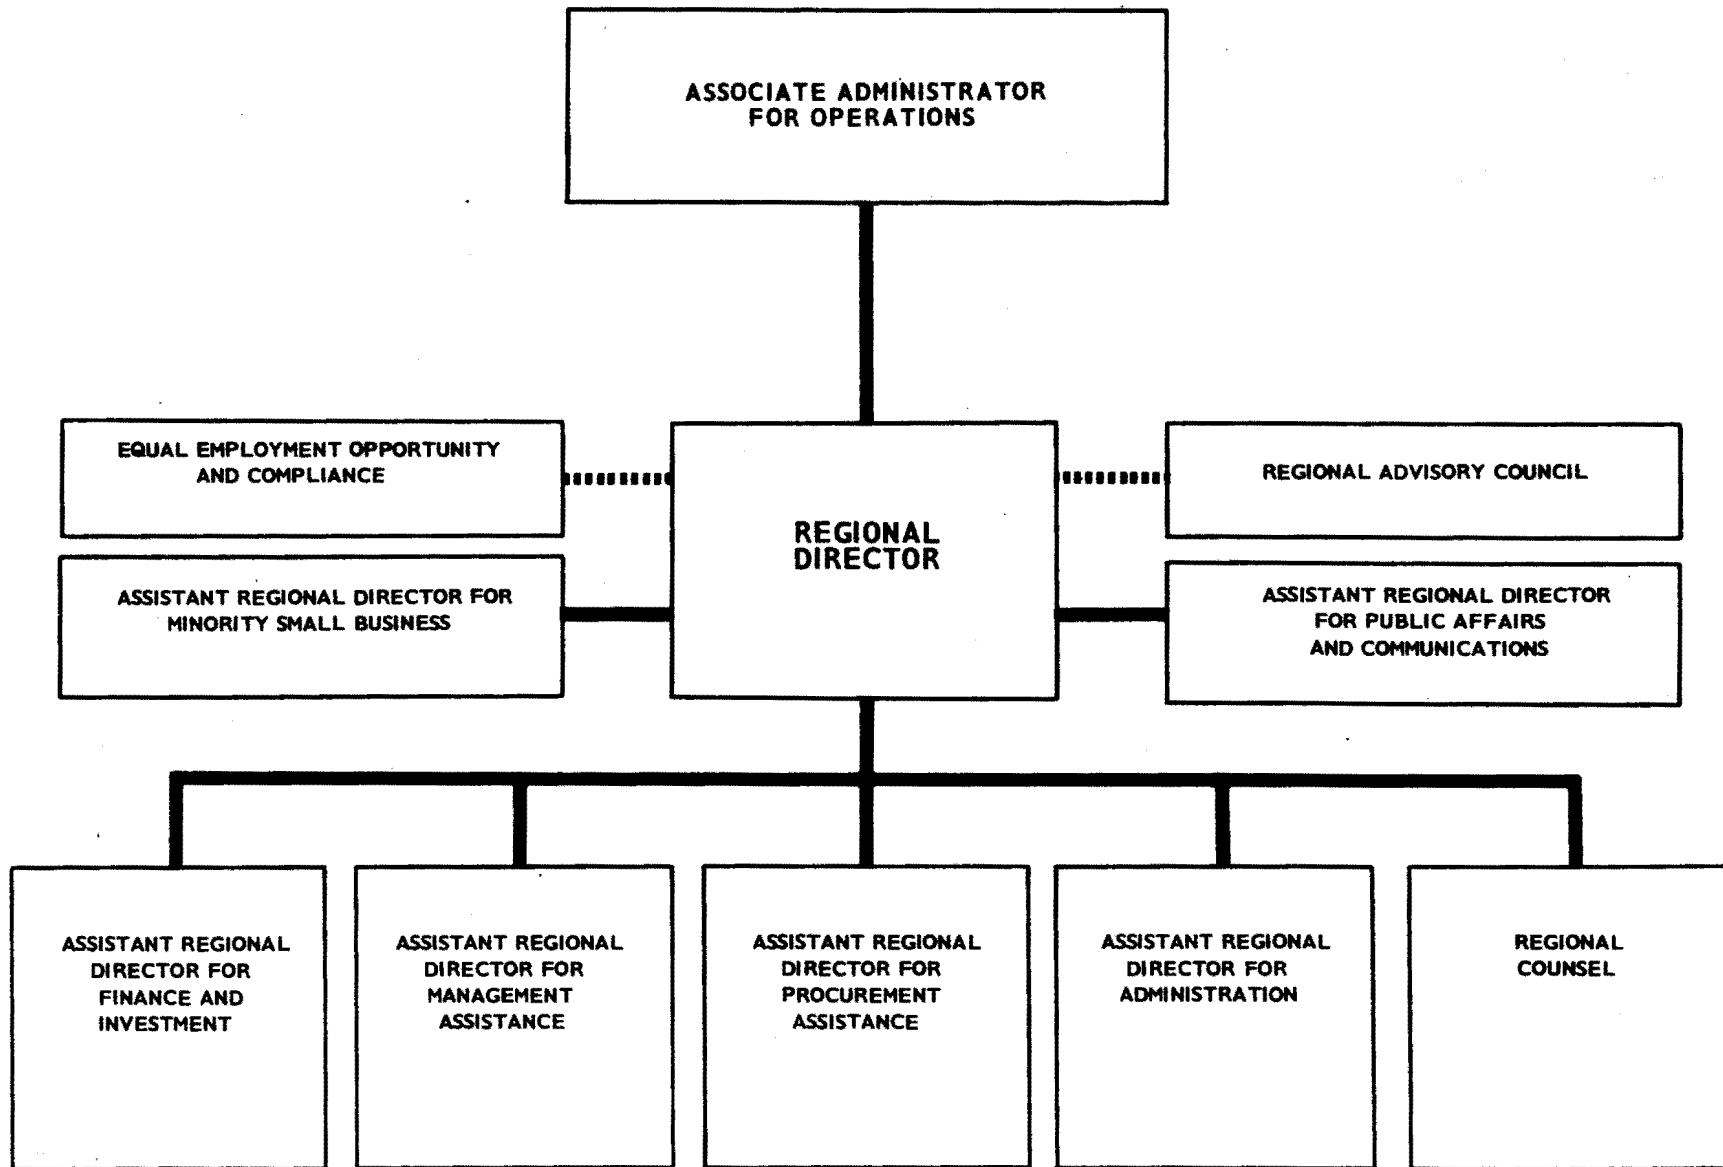 ASSOCIATE ADMINISTRATOR
FOR OPERATIONS
EQUAL EMPLOYMENT OPPORTUNITY
AND COMPLIANCE
REGIONAL ADVISORY COUNCIL
REGIONAL
DIRECTOR
ASSISTANT REGIONAL DIRECTOR FOR
MINORITY SMALL BUSINESS
ASSISTANT REGIONAL DIRECTOR
FOR PUBLIC AFFAIRS
AND COMMUNICATIONS
ASSISTANT REGIONAL
DIRECTOR FOR
FINANCE AND
INVESTMENT
ASSISTANT REGIONAL
DIRECTOR FOR
MANAGEMENT
ASSISTANCE
ASSISTANT REGIONAL
DIRECTOR FOR
PROCUREMENT
ASSISTANCE
ASSISTANT REGIONAL
DIRECTOR FOR
ADMINISTRATION
REGIONAL
COUNSEL